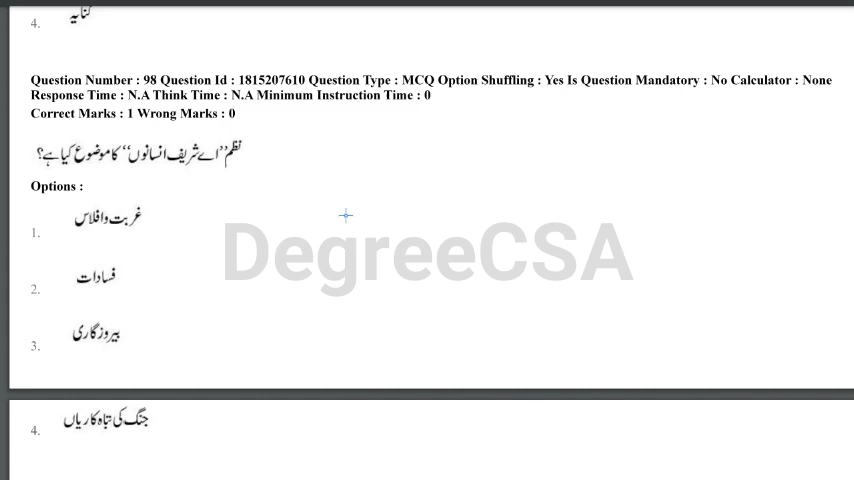 4. کنایہ
Question Number : 98 Question Id : 1815207610 Question Type : MCQ Option Shuffling : Yes Is Question Mandatory : No Calculator : None
Response Time : N.A Think Time : N.A Minimum Instruction Time : 0
Correct Marks : 1 Wrong Marks : 0
نظم ’’اے شریف انسانوں‘‘ کا موضوع کیا ہے؟
Options :
1. غربت و افلاس
2. فسادات
3. بیروزگاری
4. جنگ کی تباہ کاریاں
DegreeCSA